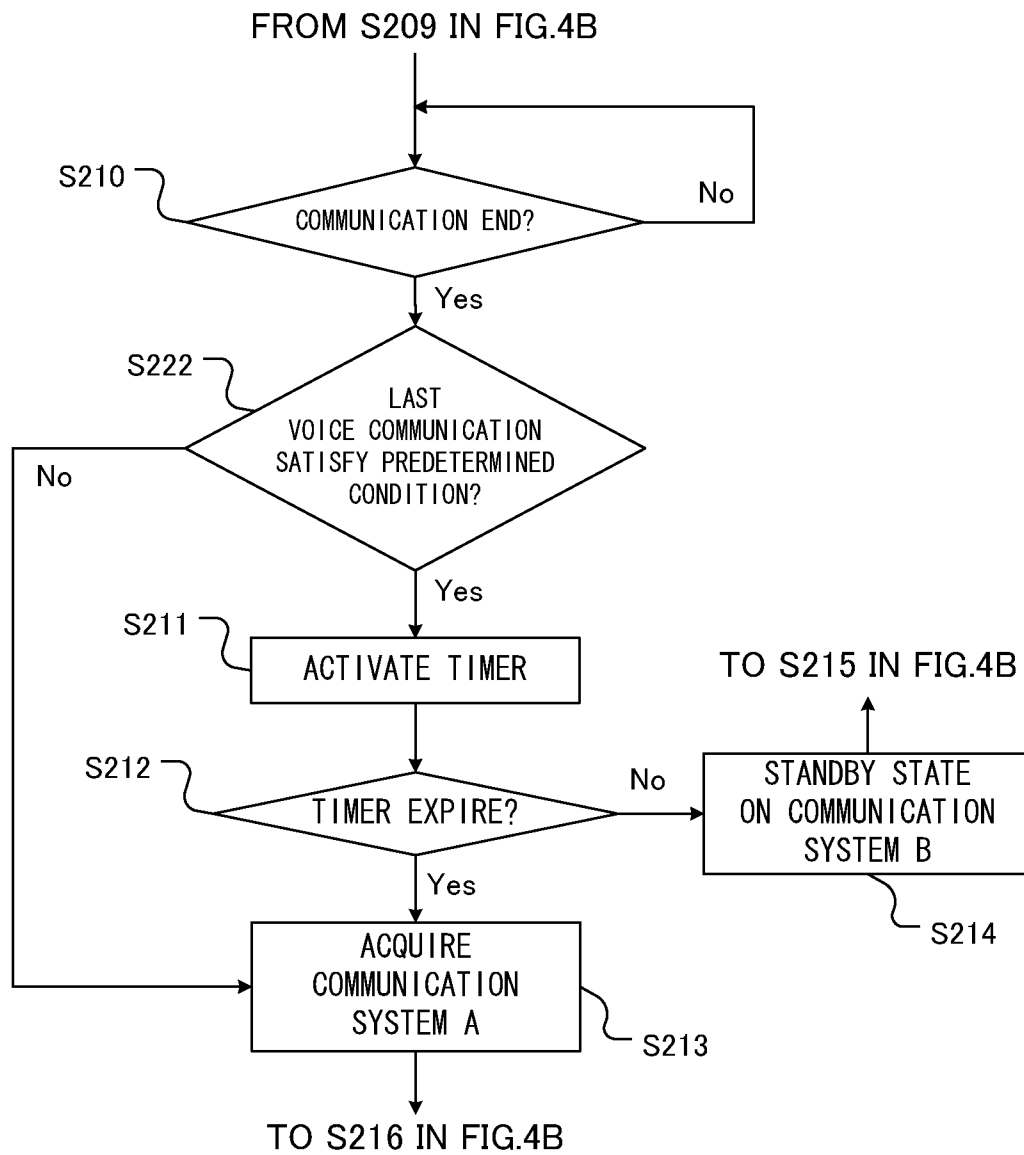 FROM S209 IN FIG.4B
S210
COMMUNICATION END?
No
Yes
S222
LAST
VOICE COMMUNICATION
SATISFY PREDETERMINED
CONDITION?
No
Yes
S211
ACTIVATE TIMER
TO S215 IN FIG.4B
S212
TIMER EXPIRE?
No
STANDBY STATE
ON COMMUNICATION
SYSTEM B
Yes
S214
ACQUIRE
COMMUNICATION
SYSTEM A
S213
TO S216 IN FIG.4B